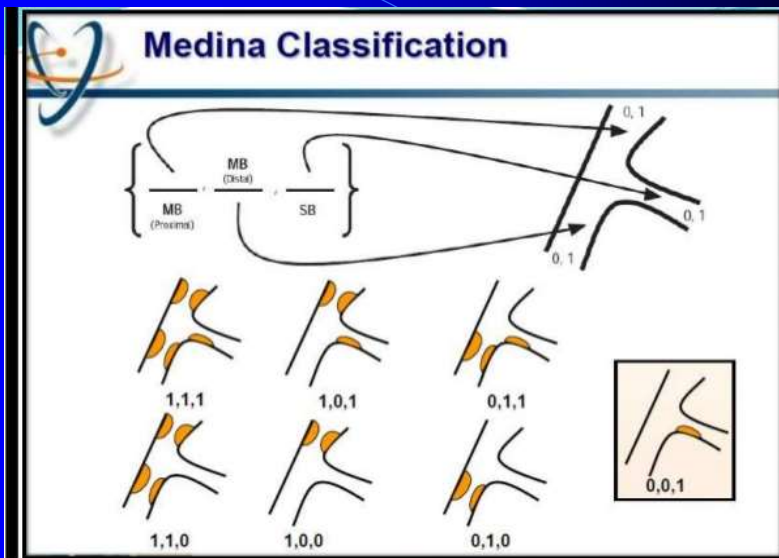 Medina Classification
0, 1
MB
(Distal)
MB
(Proximal)
, ,
SB
0, 1
0, 1
1,1,1
1,0,1
0,1,1
0,0,1
1,1,0
1,0,0
0,1,0